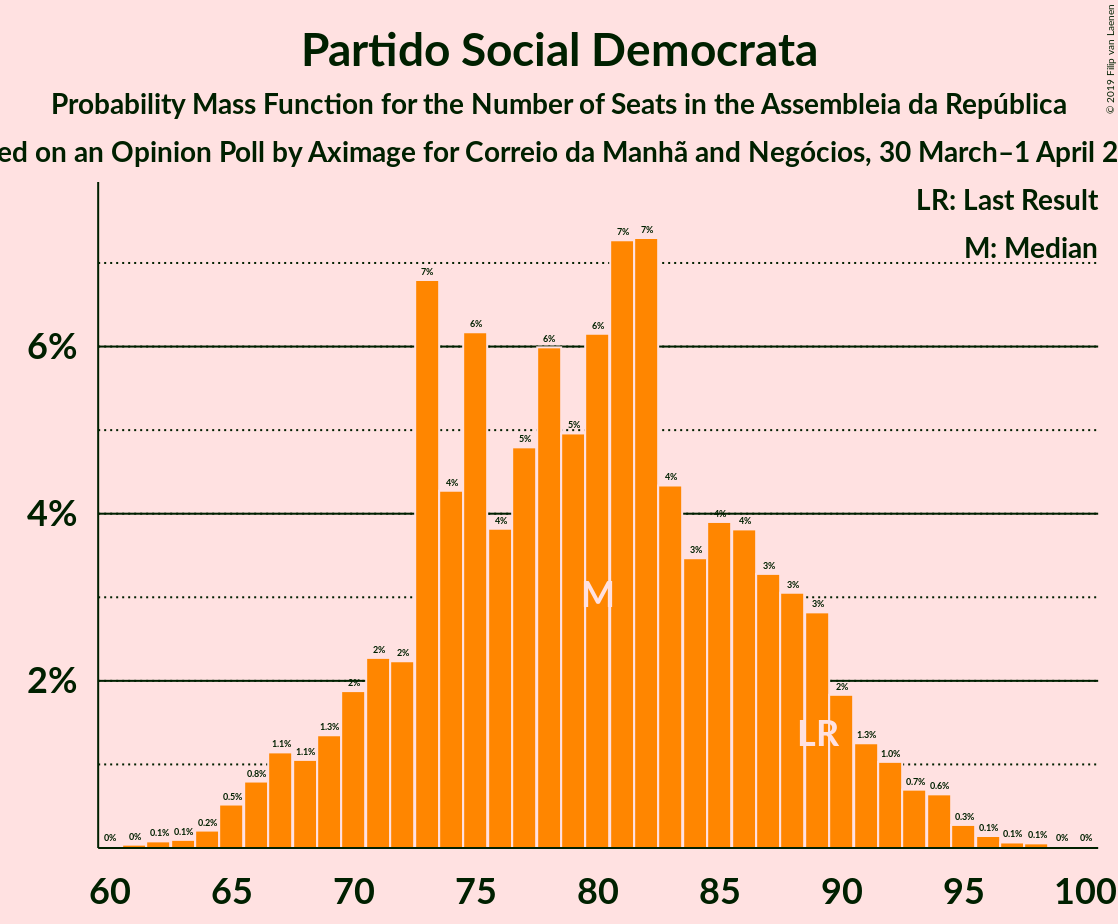 Partido Social Democrata
Probability Mass Function for the Number of Seats in the Assembleia da República
ed on an Opinion Poll by Aximage for Correio da Manhã and Negócios, 30 March–1 April 2
© 2019 Filip van Laenen
LR: Last Result
M: Median
6%
4%
2%
0% 0% 0.1% 0.1% 0.2% 0.5% 0.8% 1.1% 1.1% 1.3% 2% 2% 2% 7% 4% 6% 4% 5% 6% 5% 6% 7% 7% 4% 3% 4% 4% 3% 3% 3% 2% 1.3% 1.0% 0.7% 0.6% 0.3% 0.1% 0.1% 0.1% 0% 0%
M
LR
60 65 70 75 80 85 90 95 100